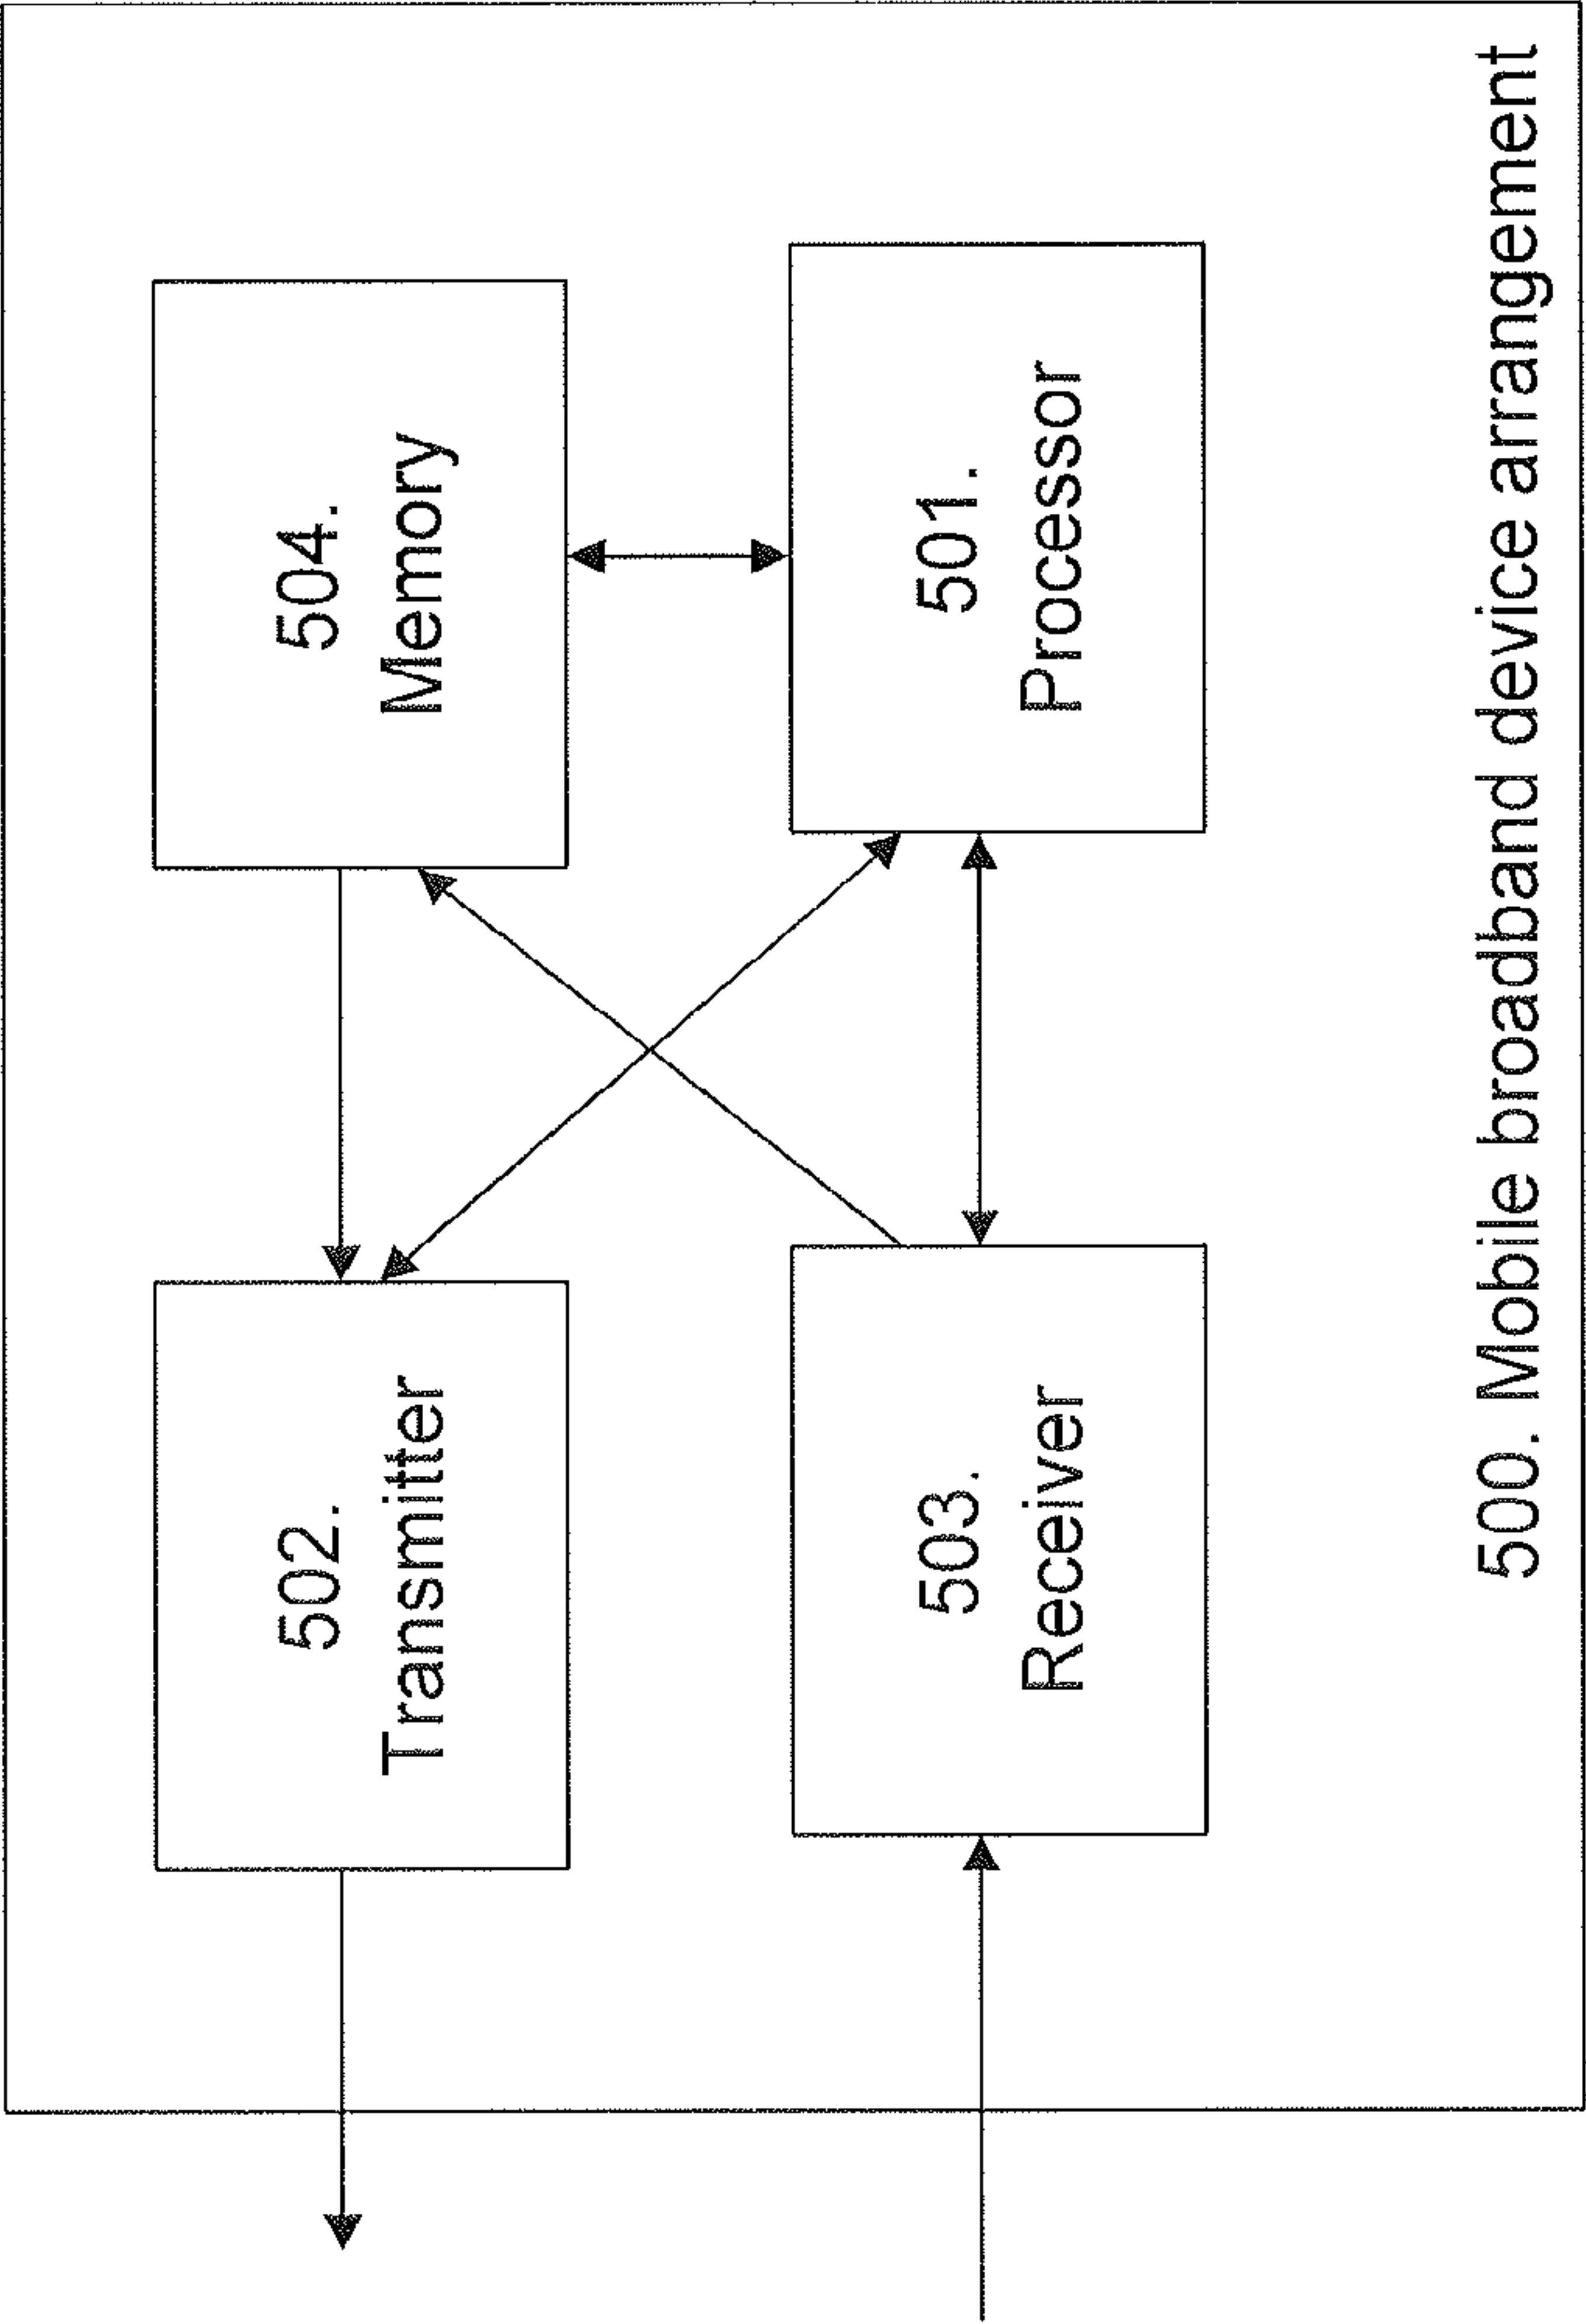 502.
Transmitter
504.
Memory
503.
Receiver
501.
Processor
500. Mobile broadband device arrangement